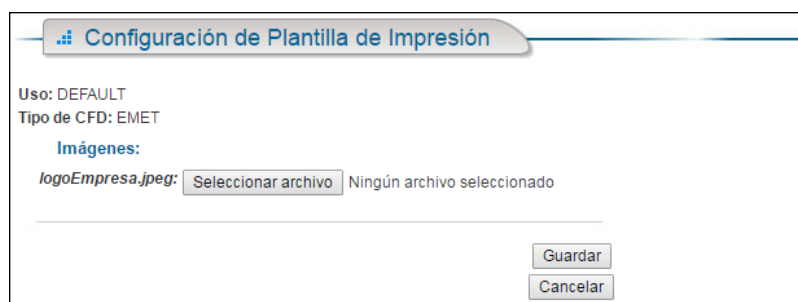 Configuración de Plantilla de Impresión
Uso: DEFAULT
Tipo de CFD: EMET
Imágenes:
logoEmpresa.jpeg: Seleccionar archivo Ningún archivo seleccionado
Guardar
Cancelar